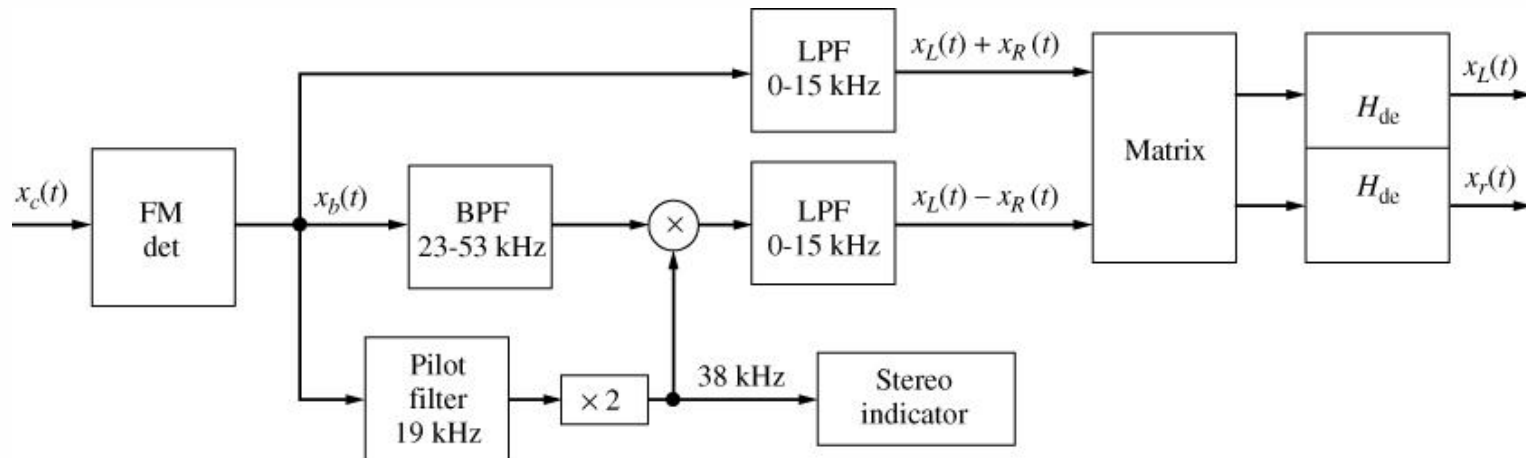 LPF
0-15 kHz
x_L(t) + x_R (t)
x_c(t)
FM
det
x_b(t)
BPF
23-53 kHz
×
LPF
0-15 kHz
x_L(t) − x_R (t)
Matrix
H_de
x_L(t)
H_de
x_r(t)
Pilot
filter
19 kHz
× 2
38 kHz
Stereo
indicator